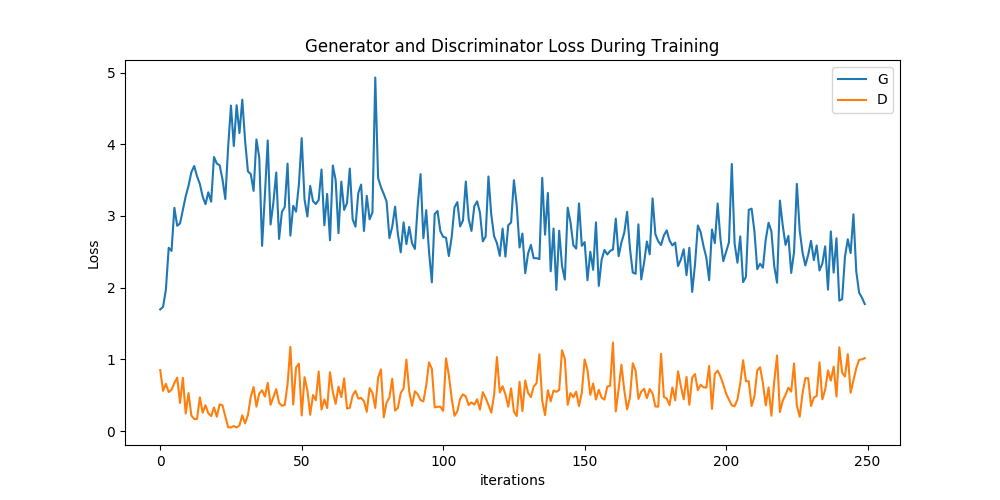 Generator and Discriminator Loss During Training
G
D
Loss
5
4
3
2
1
0
0 50 100 150 200 250
iterations